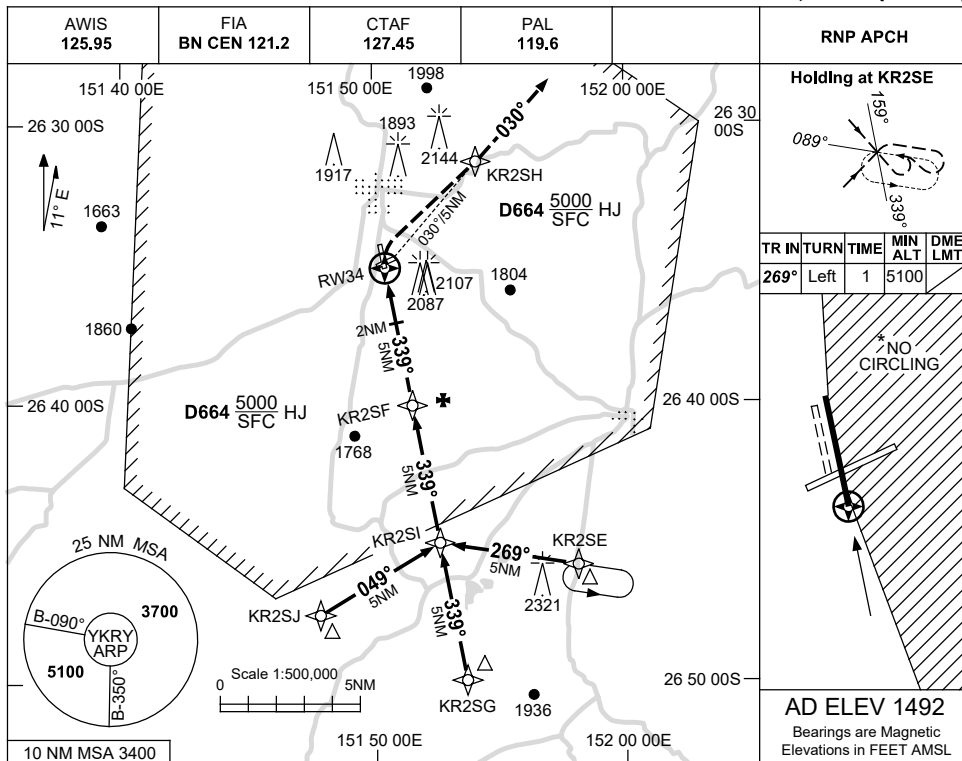 AWIS
125.95
FIA
BN CEN 121.2
CTAF
127.45
PAL
119.6
RNP APCH
151 40 00E
151 50 00E
152 00 00E
1998
26 30 00S
26 30
00S
11° E
1893
1917
2144
030°
KR2SH
D664 5000 HJ
SFC
030°/5NM
1663
RW34
2107
2087
1804
1860
2NM
339°
5NM
26 40 00S
26 40 00S
D664 5000 HJ
SFC
KR2SF
1768
339°
5NM
KR2SI
KR2SE
269°
5NM
2321
049°
5NM
KR2SJ
339°
5NM
KR2SG
1936
26 50 00S
25 NM MSA
B-090°
3700
YKRY
ARP
5100
B-350°
Scale 1:500,000
0
5NM
10 NM MSA 3400
151 50 00E
152 00 00E
Holding at KR2SE
159°
089°
339°
TR IN TURN TIME MIN ALT DME LMT
269° Left 1 5100
*NO
CIRCLING
AD ELEV 1492
Bearings are Magnetic
Elevations in FEET AMSL